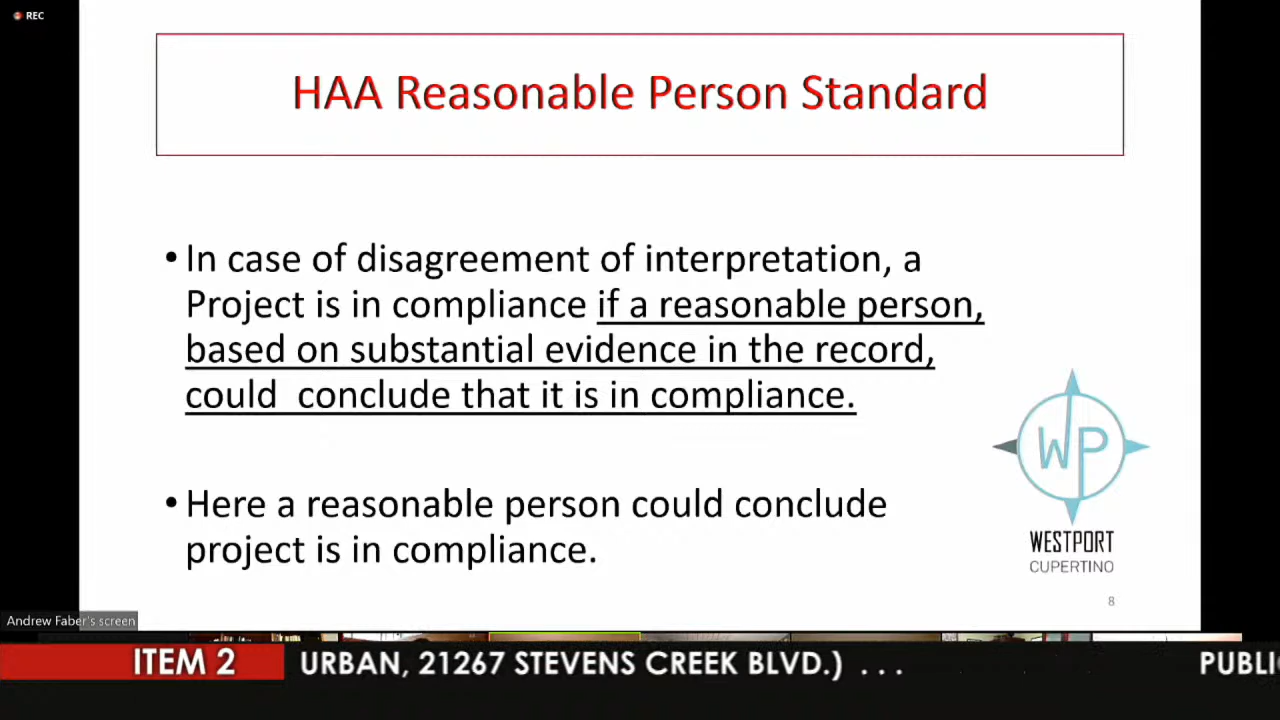 REC
HAA Reasonable Person Standard
• In case of disagreement of interpretation, a
Project is in compliance if a reasonable person,
based on substantial evidence in the record,
could  conclude that it is in compliance.
• Here a reasonable person could conclude
project is in compliance.
WP
WESTPORT
CUPERTINO
8
Andrew Faber's screen
ITEM 2 URBAN, 21267 STEVENS CREEK BLVD.) . . .